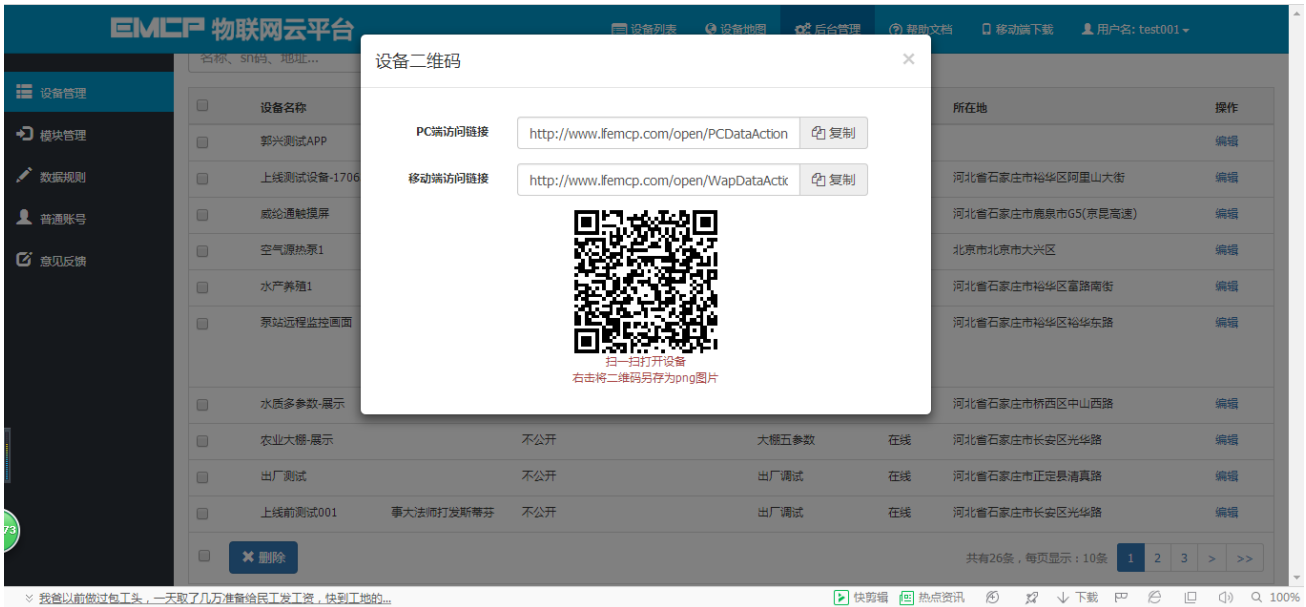 EMCP 物联网云平台
设备列表 设备地图 后台管理 帮助文档 移动端下载 用户名: test001
名称、sn码、地址...
设备二维码 ×
设备管理
模块管理
数据规则
普通账号
意见反馈
设备名称 所在地 操作
PC端访问链接 http://www.lfemcp.com/open/PCDataAction 复制
郭兴测试APP 编辑
移动端访问链接 http://www.lfemcp.com/open/WapDataActic 复制
上线测试设备-1706 河北省石家庄市裕华区阿里山大街 编辑
威纶通触摸屏 河北省石家庄市鹿泉市G5(京昆高速) 编辑
空气源热泵1 北京市北京市大兴区 编辑
水产养殖1 河北省石家庄市裕华区富路南街 编辑
泵站远程监控画面 河北省石家庄市裕华区裕华东路 编辑
扫一扫打开设备
右击将二维码另存为png图片
水质多参数-展示 河北省石家庄市桥西区中山西路 编辑
农业大棚-展示 不公开 大棚五参数 在线 河北省石家庄市长安区光华路 编辑
出厂测试 不公开 出厂调试 在线 河北省石家庄市正定县清真路 编辑
上线前测试001 事大法师打发斯蒂芬 不公开 出厂调试 在线 河北省石家庄市长安区光华路 编辑
73
删除 共有26条，每页显示：10条 1 2 3 > >>
我爸以前做过包工头，一天取了几万准备给民工发工资，快到工地的... 快剪辑 热点资讯 下载 100%